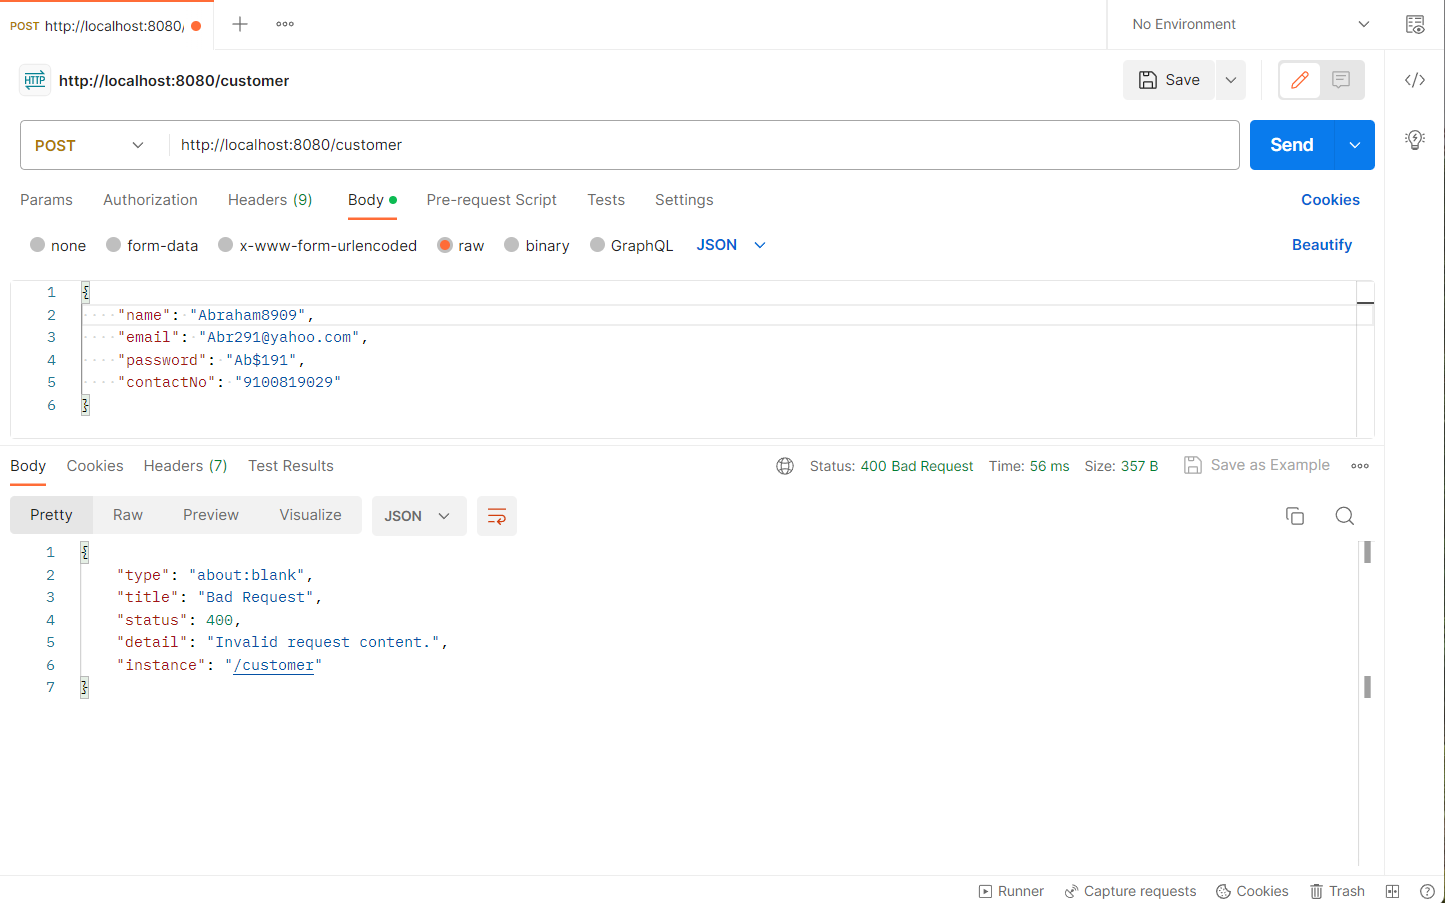 POST http://localhost:8080/
No Environment
HTTP http://localhost:8080/customer
Save
POST http://localhost:8080/customer
Send
Params Authorization Headers (9) Body Pre-request Script Tests Settings Cookies
none form-data x-www-form-urlencoded raw binary GraphQL JSON Beautify
1 {
2 "name": "Abraham8909",
3 "email": "Abr291@yahoo.com",
4 "password": "Ab$191",
5 "contactNo": "9100819029"
6 }
Body Cookies Headers (7) Test Results Status: 400 Bad Request Time: 56 ms Size: 357 B Save as Example
Pretty Raw Preview Visualize JSON
1 {
2 "type": "about:blank",
3 "title": "Bad Request",
4 "status": 400,
5 "detail": "Invalid request content.",
6 "instance": "/customer"
7 }
Runner Capture requests Cookies Trash